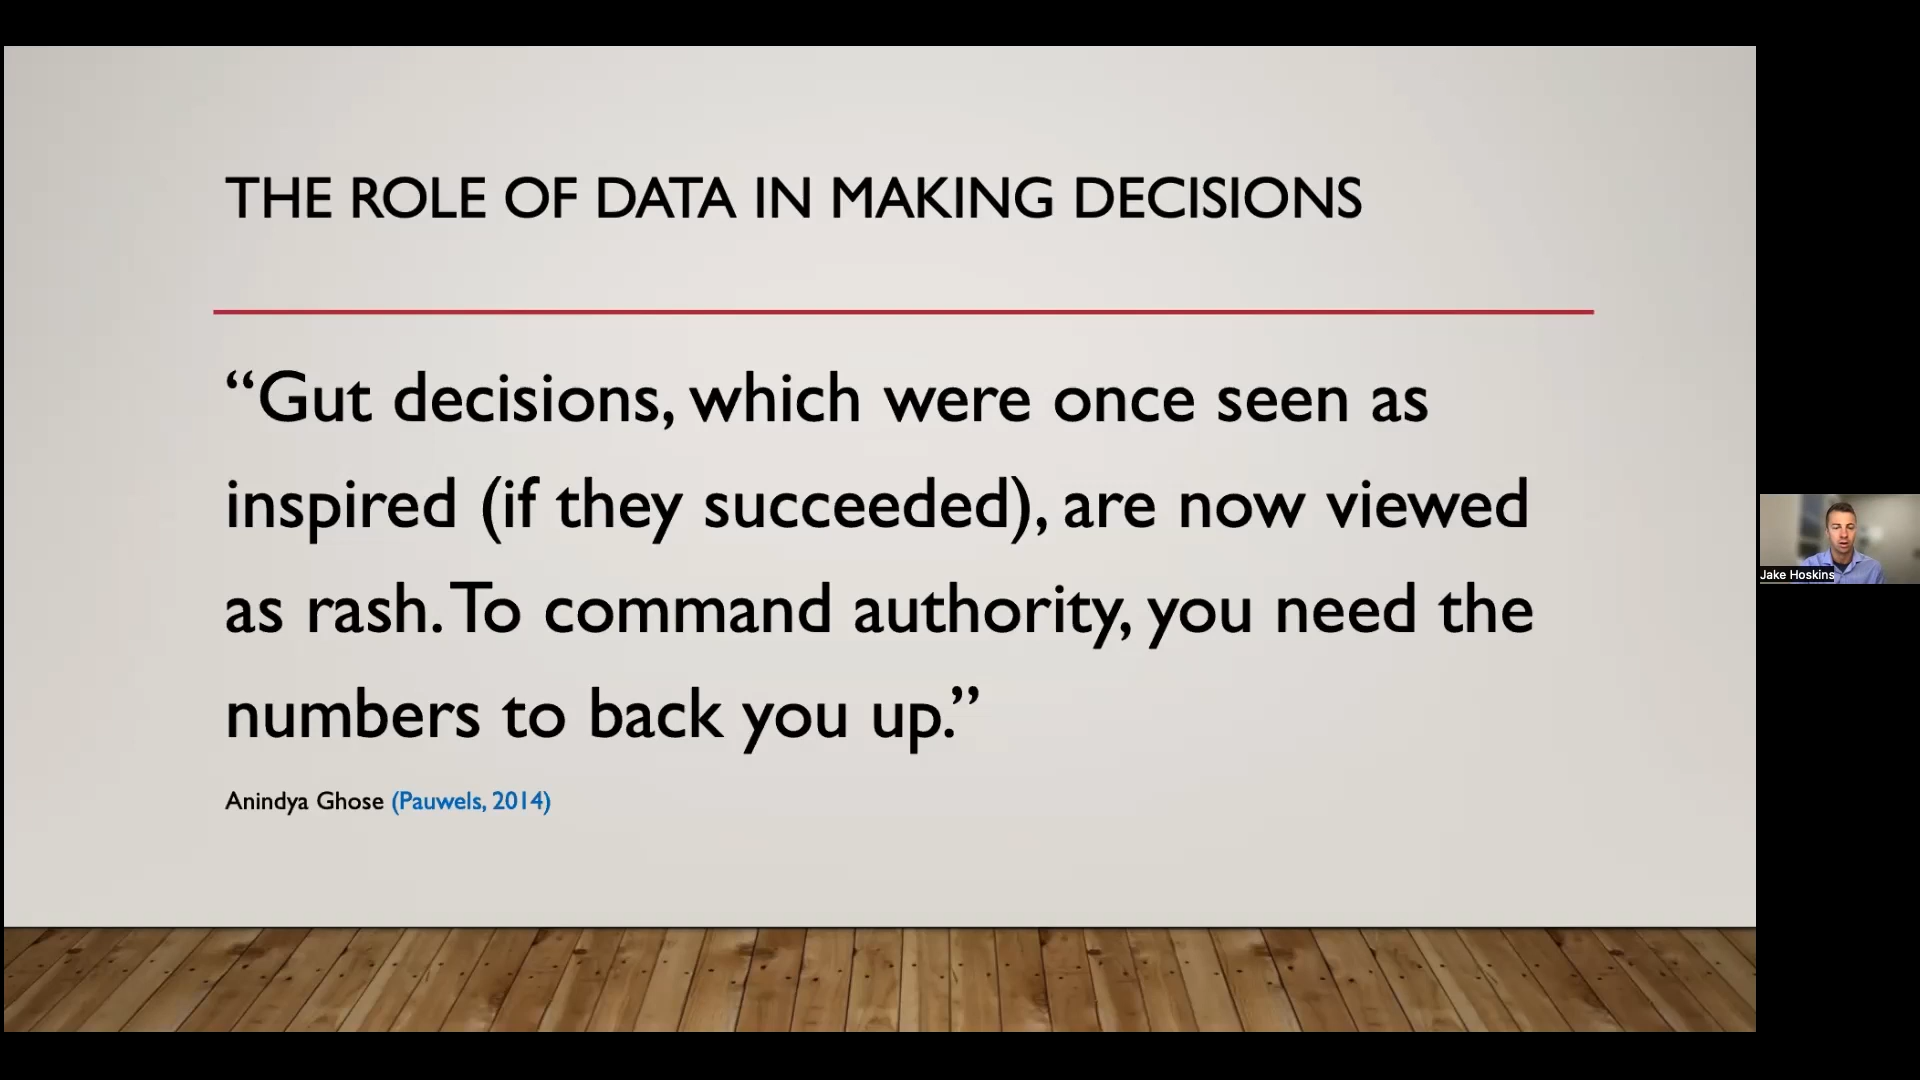 THE ROLE OF DATA IN MAKING DECISIONS
“Gut decisions, which were once seen as
inspired (if they succeeded), are now viewed
as rash. To command authority, you need the
numbers to back you up.”
Anindya Ghose (Pauwels, 2014)
Jake Hoskins